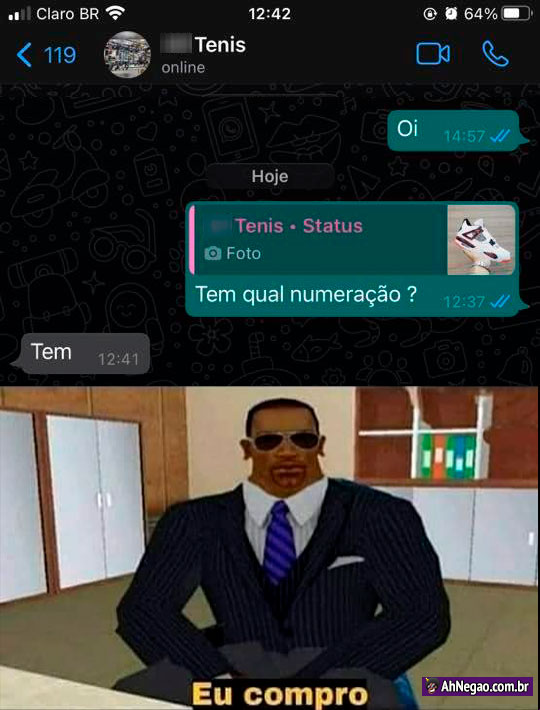 Claro BR
12:42
64%
119
Tenis
online
Oi
14:57
Hoje
Tenis • Status
Foto
Tem qual numeração ?
12:37
Tem
12:41
Eu compro
AhNegao.com.br